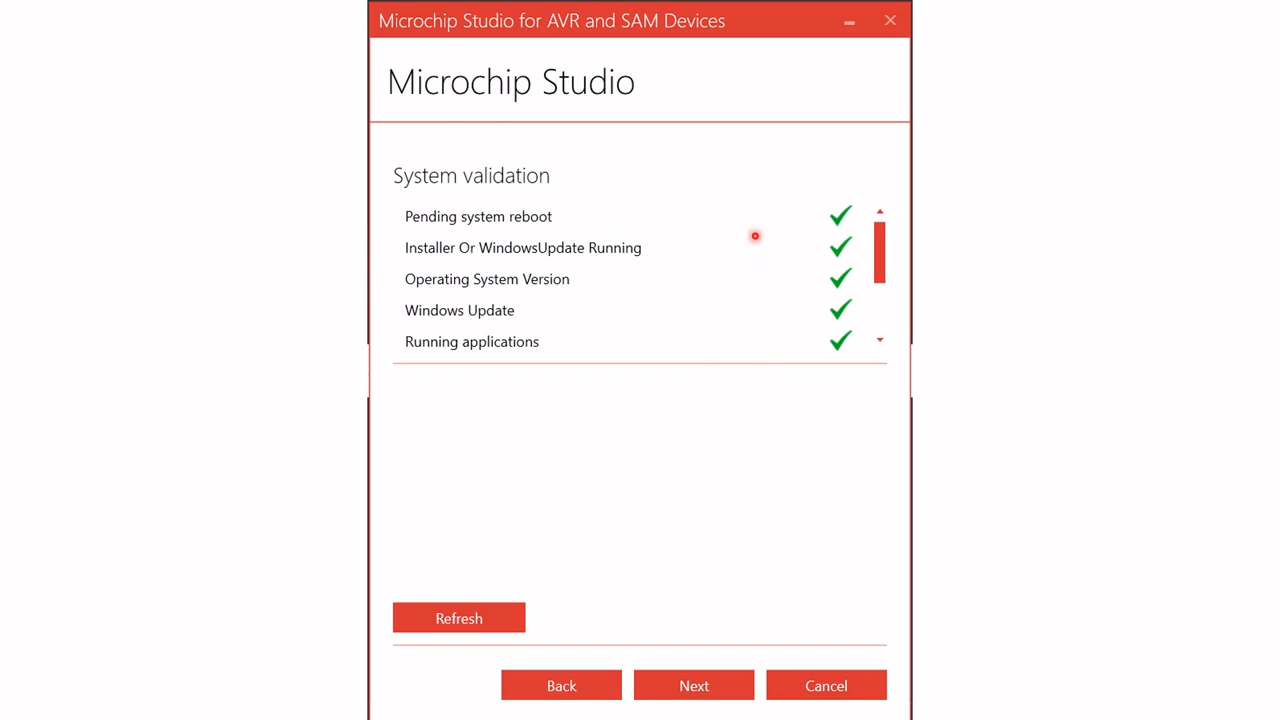 Microchip Studio for AVR and SAM Devices
Microchip Studio
System validation
Pending system reboot
Installer Or WindowsUpdate Running
Operating System Version
Windows Update
Running applications
Refresh
Back Next Cancel